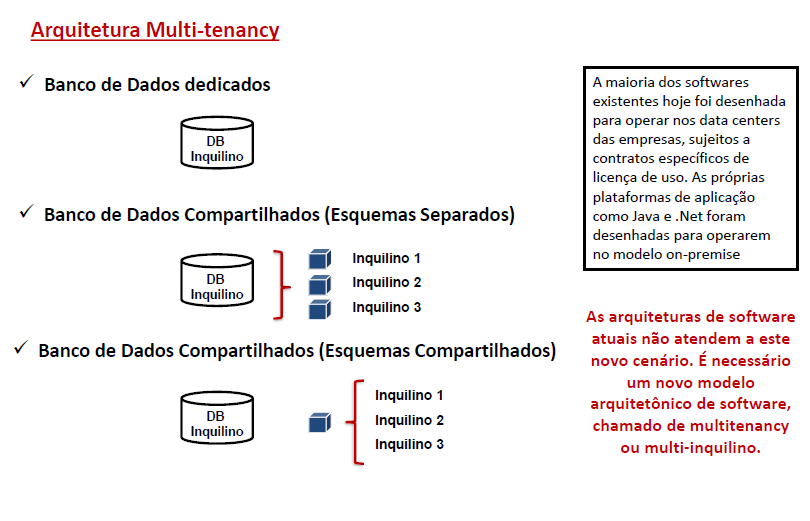 Arquitetura Multi-tenancy
✓ Banco de Dados dedicados
DB
Inquilino
✓ Banco de Dados Compartilhados (Esquemas Separados)
DB
Inquilino
Inquilino 1
Inquilino 2
Inquilino 3
✓ Banco de Dados Compartilhados (Esquemas Compartilhados)
DB
Inquilino
Inquilino 1
Inquilino 2
Inquilino 3
A maioria dos softwares
existentes hoje foi desenhada
para operar nos data centers
das empresas, sujeitos a
contratos específicos de
licença de uso. As próprias
plataformas de aplicação
como Java e .Net foram
desenhadas para operarem
no modelo on-premise
As arquiteturas de software
atuais não atendem a este
novo cenário. É necessário
um novo modelo
arquitetônico de software,
chamado de multitenancy
ou multi-inquilino.